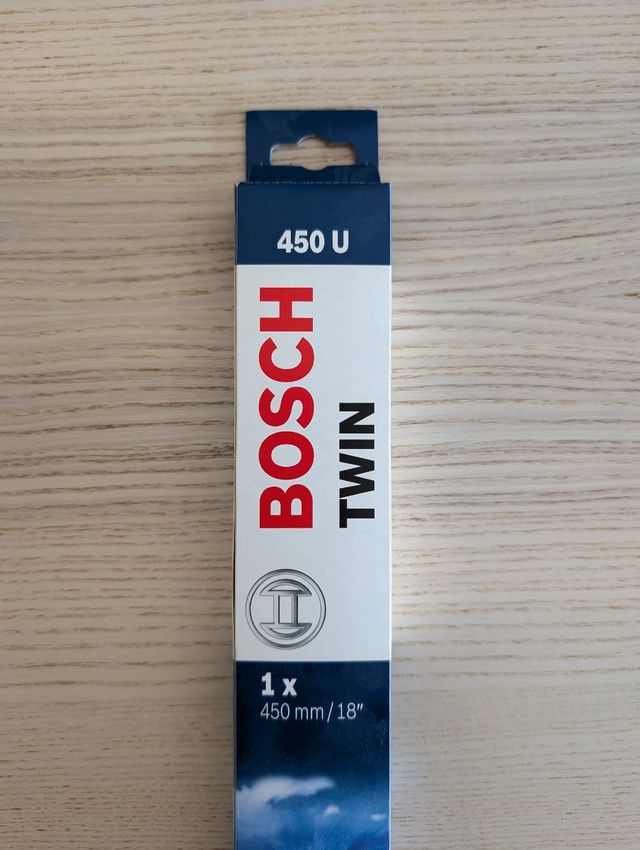 450 U
BOSCH
TWIN
1 x
450 mm / 18"